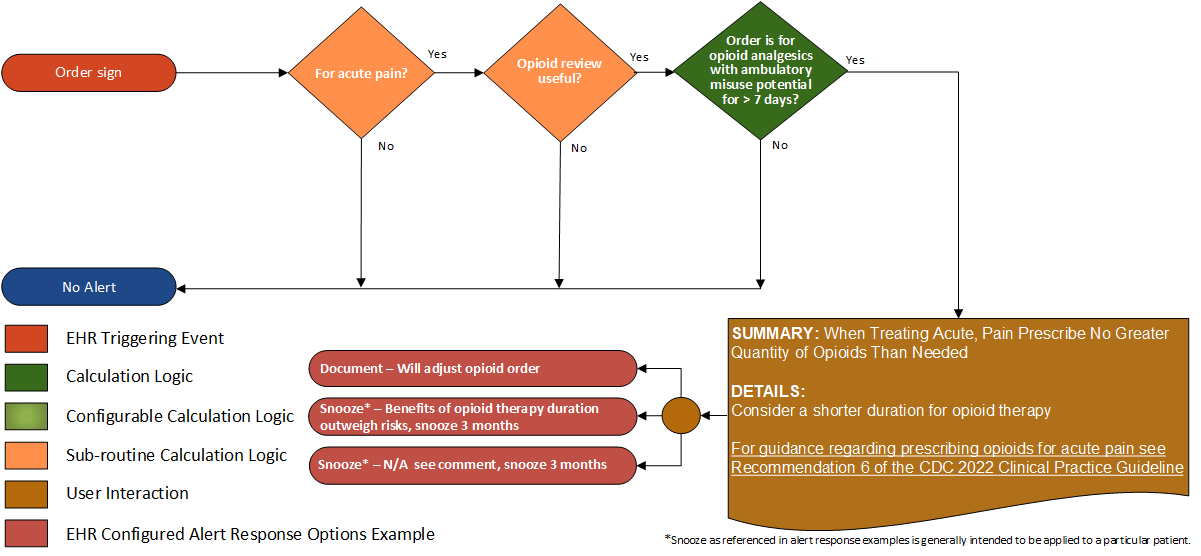 Order sign
For acute pain?
Yes
No
Opioid review
useful?
Yes
No
Order is for
opioid analgesics
with ambulatory
misuse potential
for > 7 days?
Yes
No
No Alert
EHR Triggering Event
Calculation Logic
Configurable Calculation Logic
Sub-routine Calculation Logic
User Interaction
EHR Configured Alert Response Options Example
Document – Will adjust opioid order
Snooze* – Benefits of opioid therapy duration
outweigh risks, snooze 3 months
Snooze* – N/A see comment, snooze 3 months
SUMMARY: When Treating Acute, Pain Prescribe No Greater
Quantity of Opioids Than Needed
DETAILS:
Consider a shorter duration for opioid therapy
For guidance regarding prescribing opioids for acute pain see
Recommendation 6 of the CDC 2022 Clinical Practice Guideline
*Snooze as referenced in alert response examples is generally intended to be applied to a particular patient.